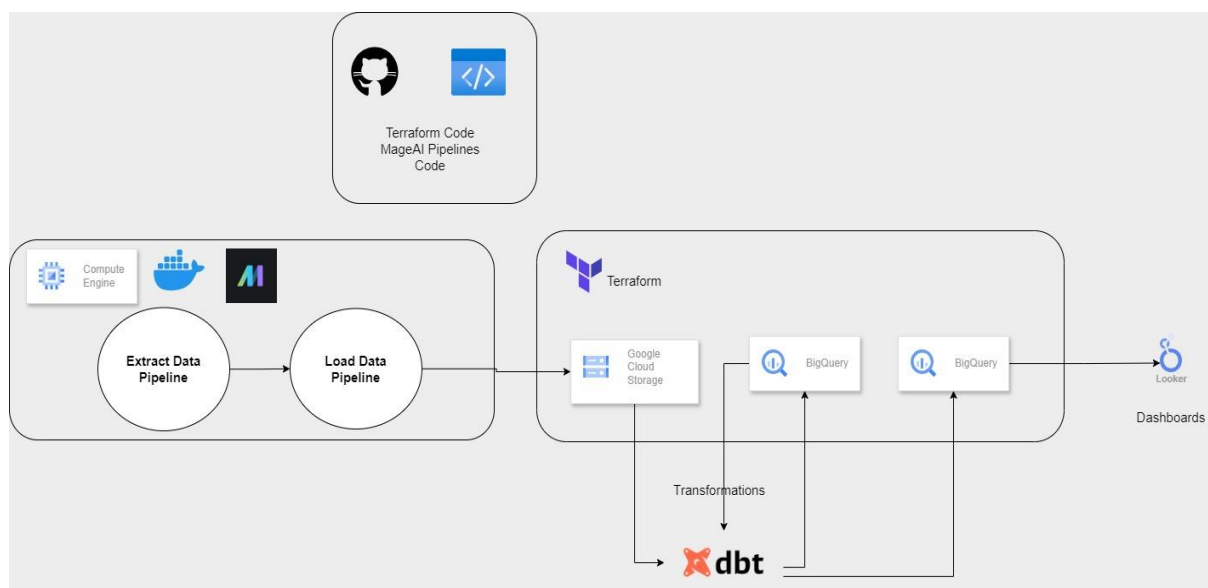 </>
Terraform Code
MageAI Pipelines
Code
Compute
Engine
Extract Data
Pipeline
Load Data
Pipeline
Terraform
Google
Cloud
Storage
BigQuery
BigQuery
Looker
Dashboards
Transformations
dbt